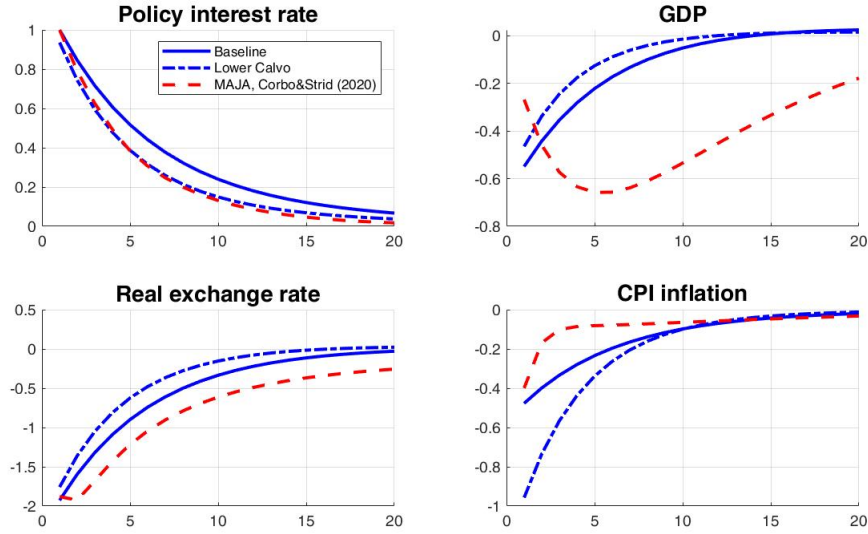 Policy interest rate
1
0.8
0.6
0.4
0.2
0
0 5 10 15 20
Baseline
Lower Calvo
MAJA, Corbo&Strid (2020)
GDP
0
-0.2
-0.4
-0.6
-0.8
0 5 10 15 20
Real exchange rate
0.5
0
-0.5
-1
-1.5
-2
0 5 10 15 20
CPI inflation
0
-0.2
-0.4
-0.6
-0.8
-1
0 5 10 15 20